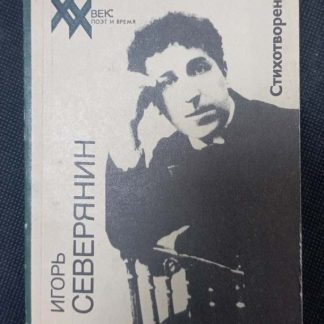 XX
ВЕК:
ПОЭТ И ВРЕМЯ
ИГОРЬ
СЕВЕРЯНИН
Стихотворен